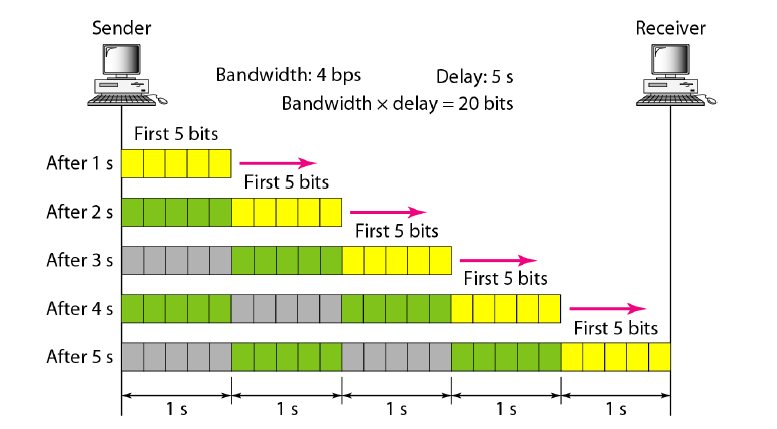 Sender
Receiver
Bandwidth: 4 bps
Delay: 5 s
Bandwidth × delay = 20 bits
First 5 bits
After 1 s
First 5 bits
After 2 s
First 5 bits
After 3 s
First 5 bits
After 4 s
First 5 bits
After 5 s
1 s
1 s
1 s
1 s
1 s